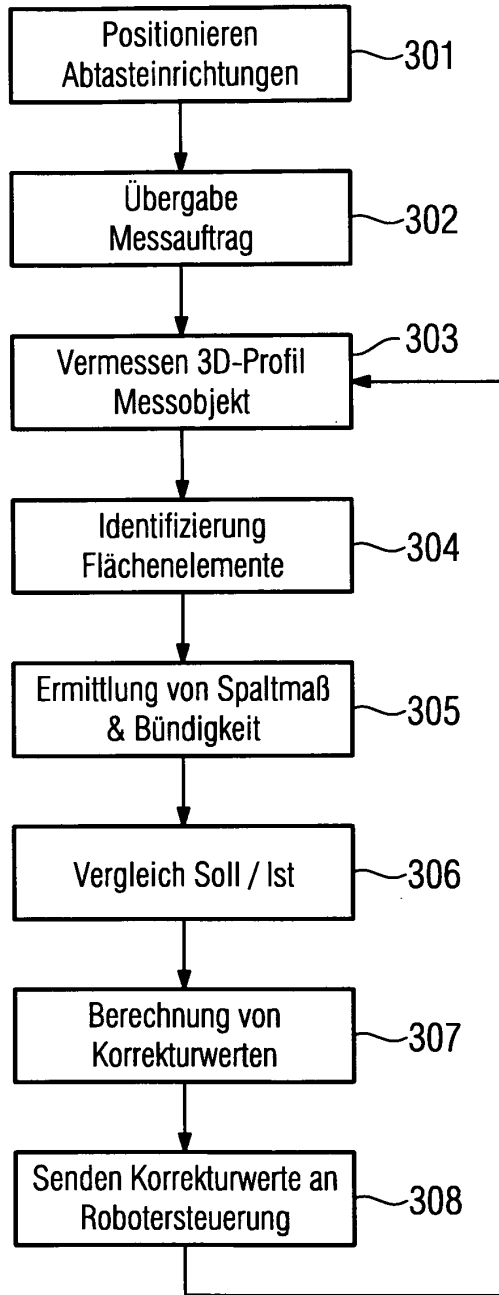 Positionieren
Abtasteinrichtungen
301
Übergabe
Messauftrag
302
Vermessen 3D-Profil
Messobjekt
303
Identifizierung
Flächenelemente
304
Ermittlung von Spaltmaß
& Bündigkeit
305
Vergleich Soll / Ist
306
Berechnung von
Korrekturwerten
307
Senden Korrekturwerte an
Robotersteuerung
308